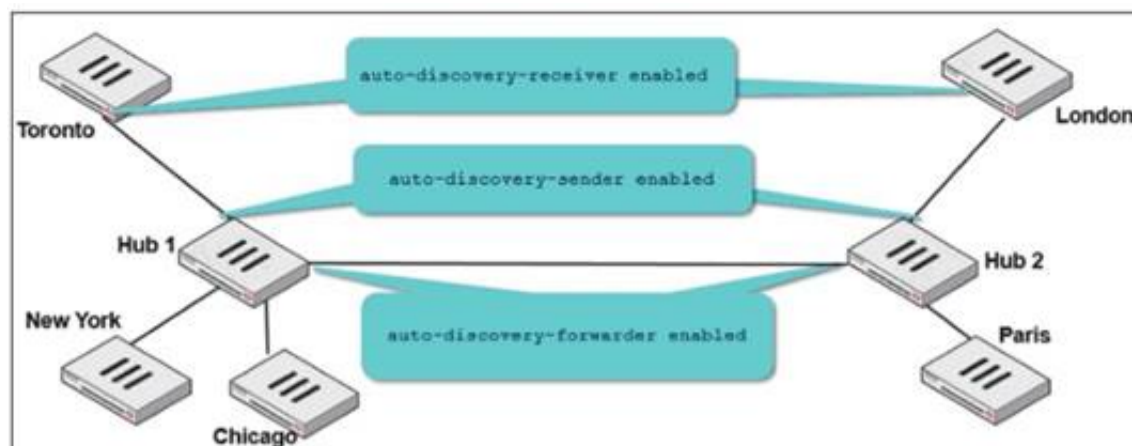 auto-discovery-receiver enabled
Toronto
London
auto-discovery-sender enabled
Hub 1
Hub 2
New York
auto-discovery-forwarder enabled
Paris
Chicago